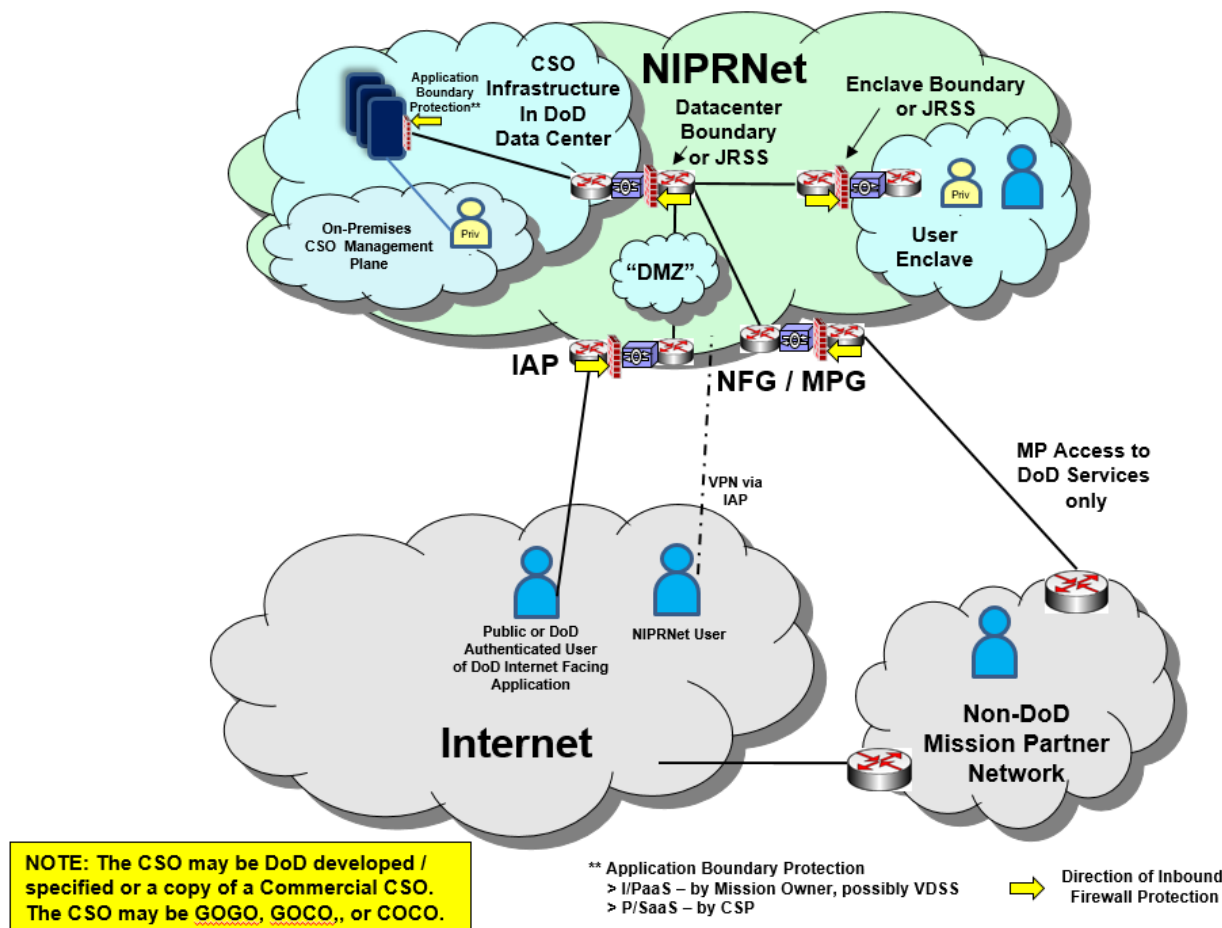 NIPRNet
CSO
Infrastructure
In DoD
Data Center
Application
Boundary
Protection**
Datacenter
Boundary
or JRSS
Enclave Boundary
or JRSS
On-Premises
CSO Management
Plane
Priv
Priv
User
Enclave
“DMZ”
IAP
NFG / MPG
VPN via
IAP
MP Access to
DoD Services
only
Public or DoD
Authenticated User
of DoD Internet Facing
Application
NIPRNet User
Internet
Non-DoD
Mission Partner
Network
NOTE: The CSO may be DoD developed /
specified or a copy of a Commercial CSO.
The CSO may be GOGO, GOCO,, or COCO.
** Application Boundary Protection
> I/PaaS – by Mission Owner, possibly VDSS
> P/SaaS – by CSP
Direction of Inbound
Firewall Protection